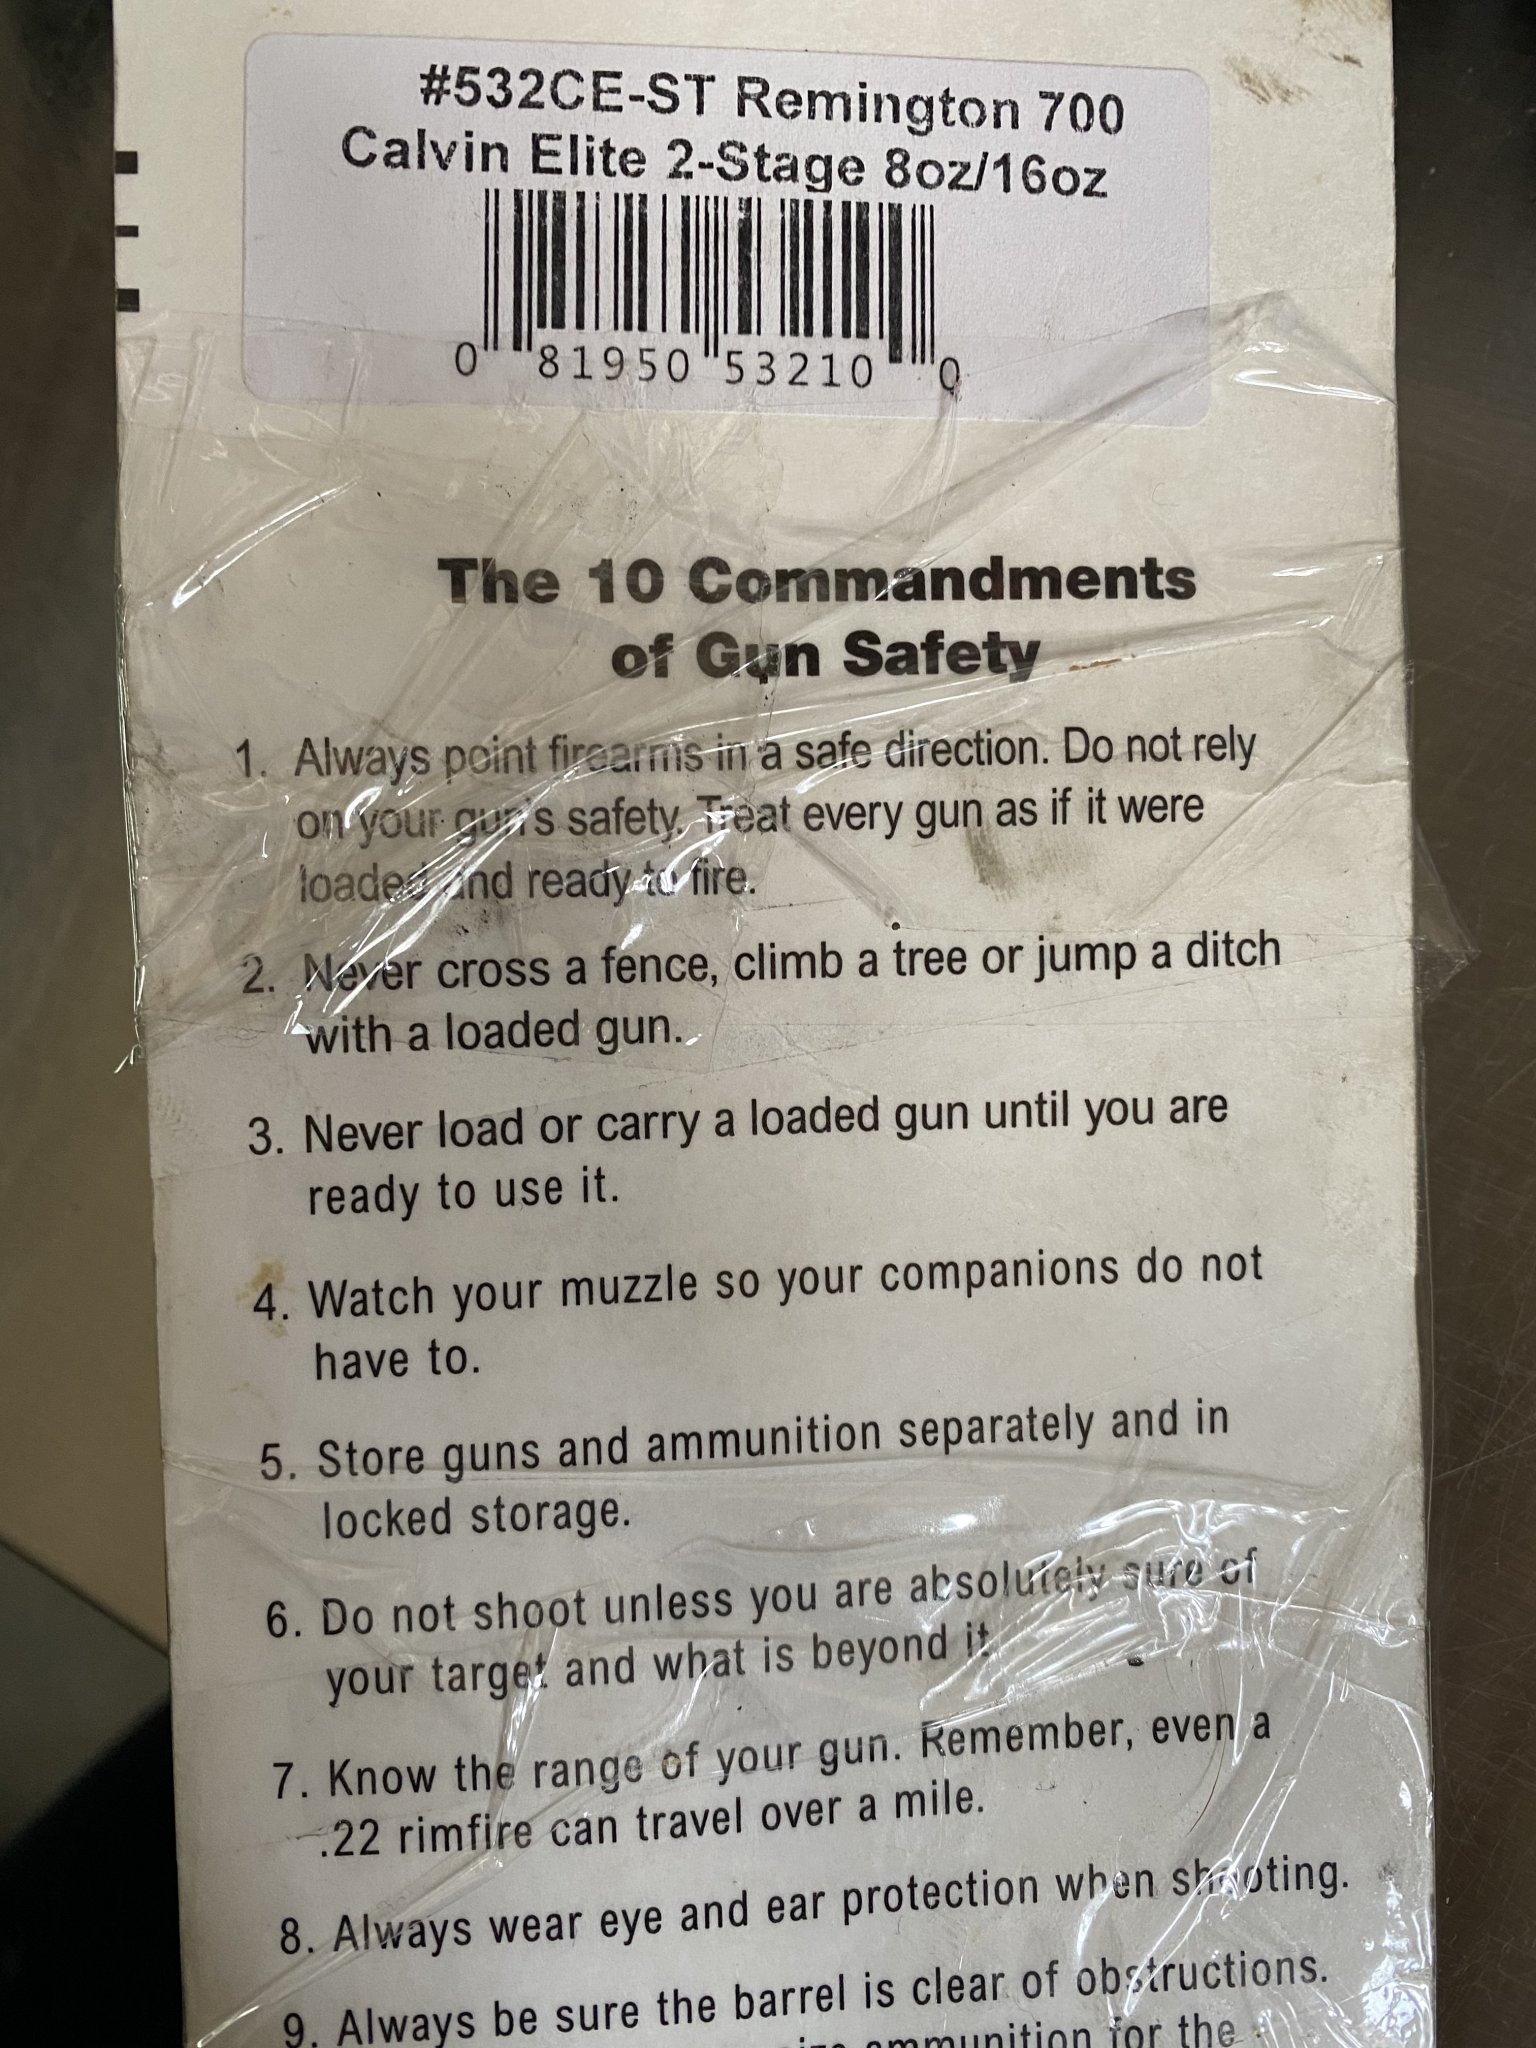 #532CE-ST Remington 700
Calvin Elite 2-Stage 8oz/16oz
0 81950 53210 0
The 10 Commandments
of Gun Safety
1. Always point firearms in a safe direction. Do not rely
on your gun's safety. Treat every gun as if it were
loaded and ready to fire.
2. Never cross a fence, climb a tree or jump a ditch
with a loaded gun.
3. Never load or carry a loaded gun until you are
ready to use it.
4. Watch your muzzle so your companions do not
have to.
5. Store guns and ammunition separately and in
locked storage.
6. Do not shoot unless you are absolutely sure of
your target and what is beyond it
7. Know the range of your gun. Remember, even a
.22 rimfire can travel over a mile.
8. Always wear eye and ear protection when shooting.
9. Always be sure the barrel is clear of obstructions.
ammunition for the